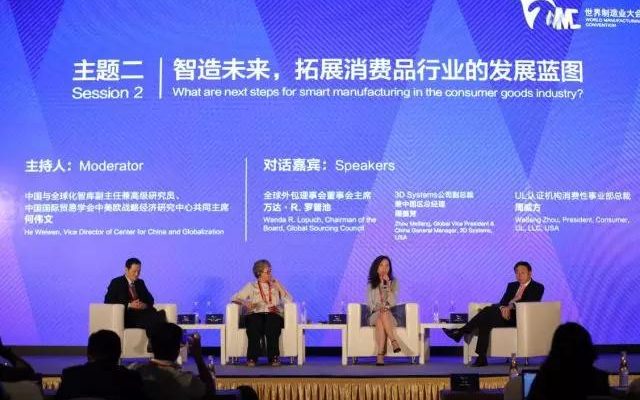 世界制造业大会
WORLD MANUFACTURING
CONVENTION
主题二
Session 2
智造未来，拓展消费品行业的发展蓝图
What are next steps for smart manufacturing in the consumer goods industry?
主持人：Moderator
中国与全球化智库副主任兼高级研究员、
中国国际贸易学会中美欧战略经济研究中心共同主席
何伟文
He Weiwen, Vice Director of Center for China and Globalization
对话嘉宾：Speakers
全球外包理事会董事会主席
万达·R. 罗普池
Wanda R. Lopuch, Chairman of the
Board, Global Sourcing Council
3D Systems公司副总裁
兼中国区总经理
Zhou Meifang, Global Vice President &
China General Manager, 3D Systems,
USA
UL认证机构消费性事业部总裁
周威方
Weifang Zhou, President, Consumer,
UL, LLC, USA